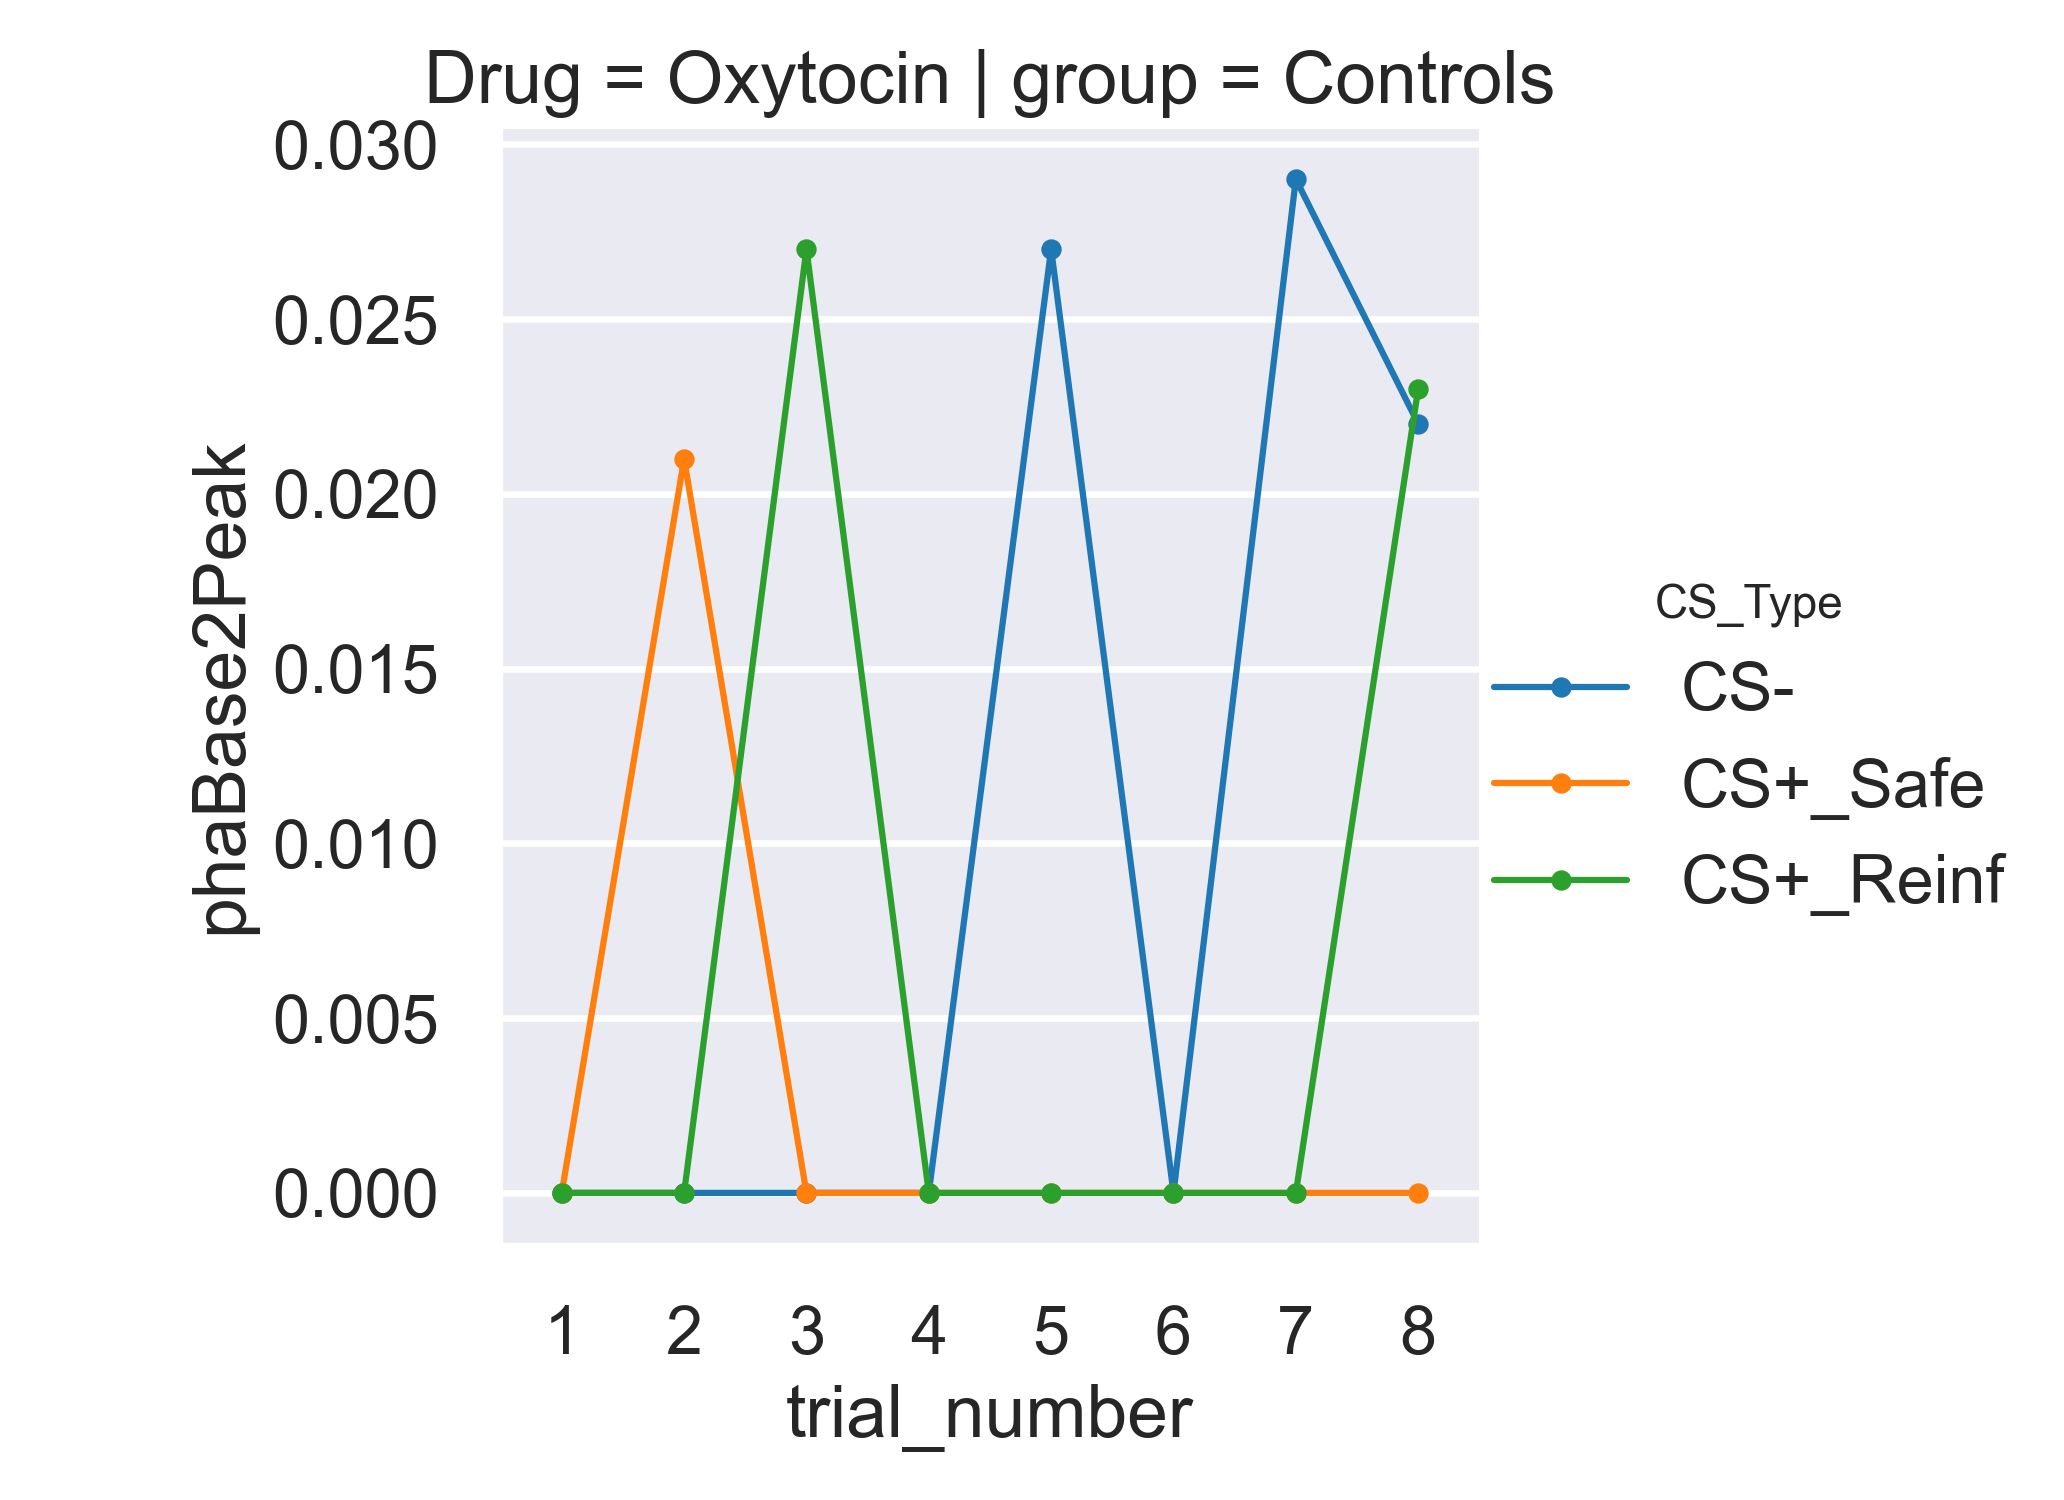 Drug = Oxytocin | group = Controls
0.030
0.025
0.020
0.015
0.010
0.005
0.000
phaBase2Peak
1 2 3 4 5 6 7 8
trial_number
CS_Type
CS-
CS+_Safe
CS+_Reinf